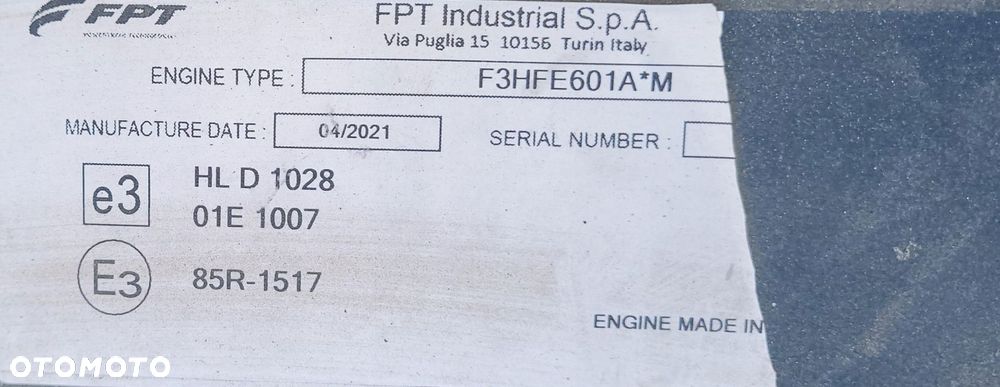 FPT
FPT Industrial S.p.A.
Via Puglia 15 10156 Turin Italy
ENGINE TYPE : F3HFE601A*M
MANUFACTURE DATE : 04/2021 SERIAL NUMBER :
e3 HL D 1028
01E 1007
E3 85R-1517
ENGINE MADE IN
OTOMOTO